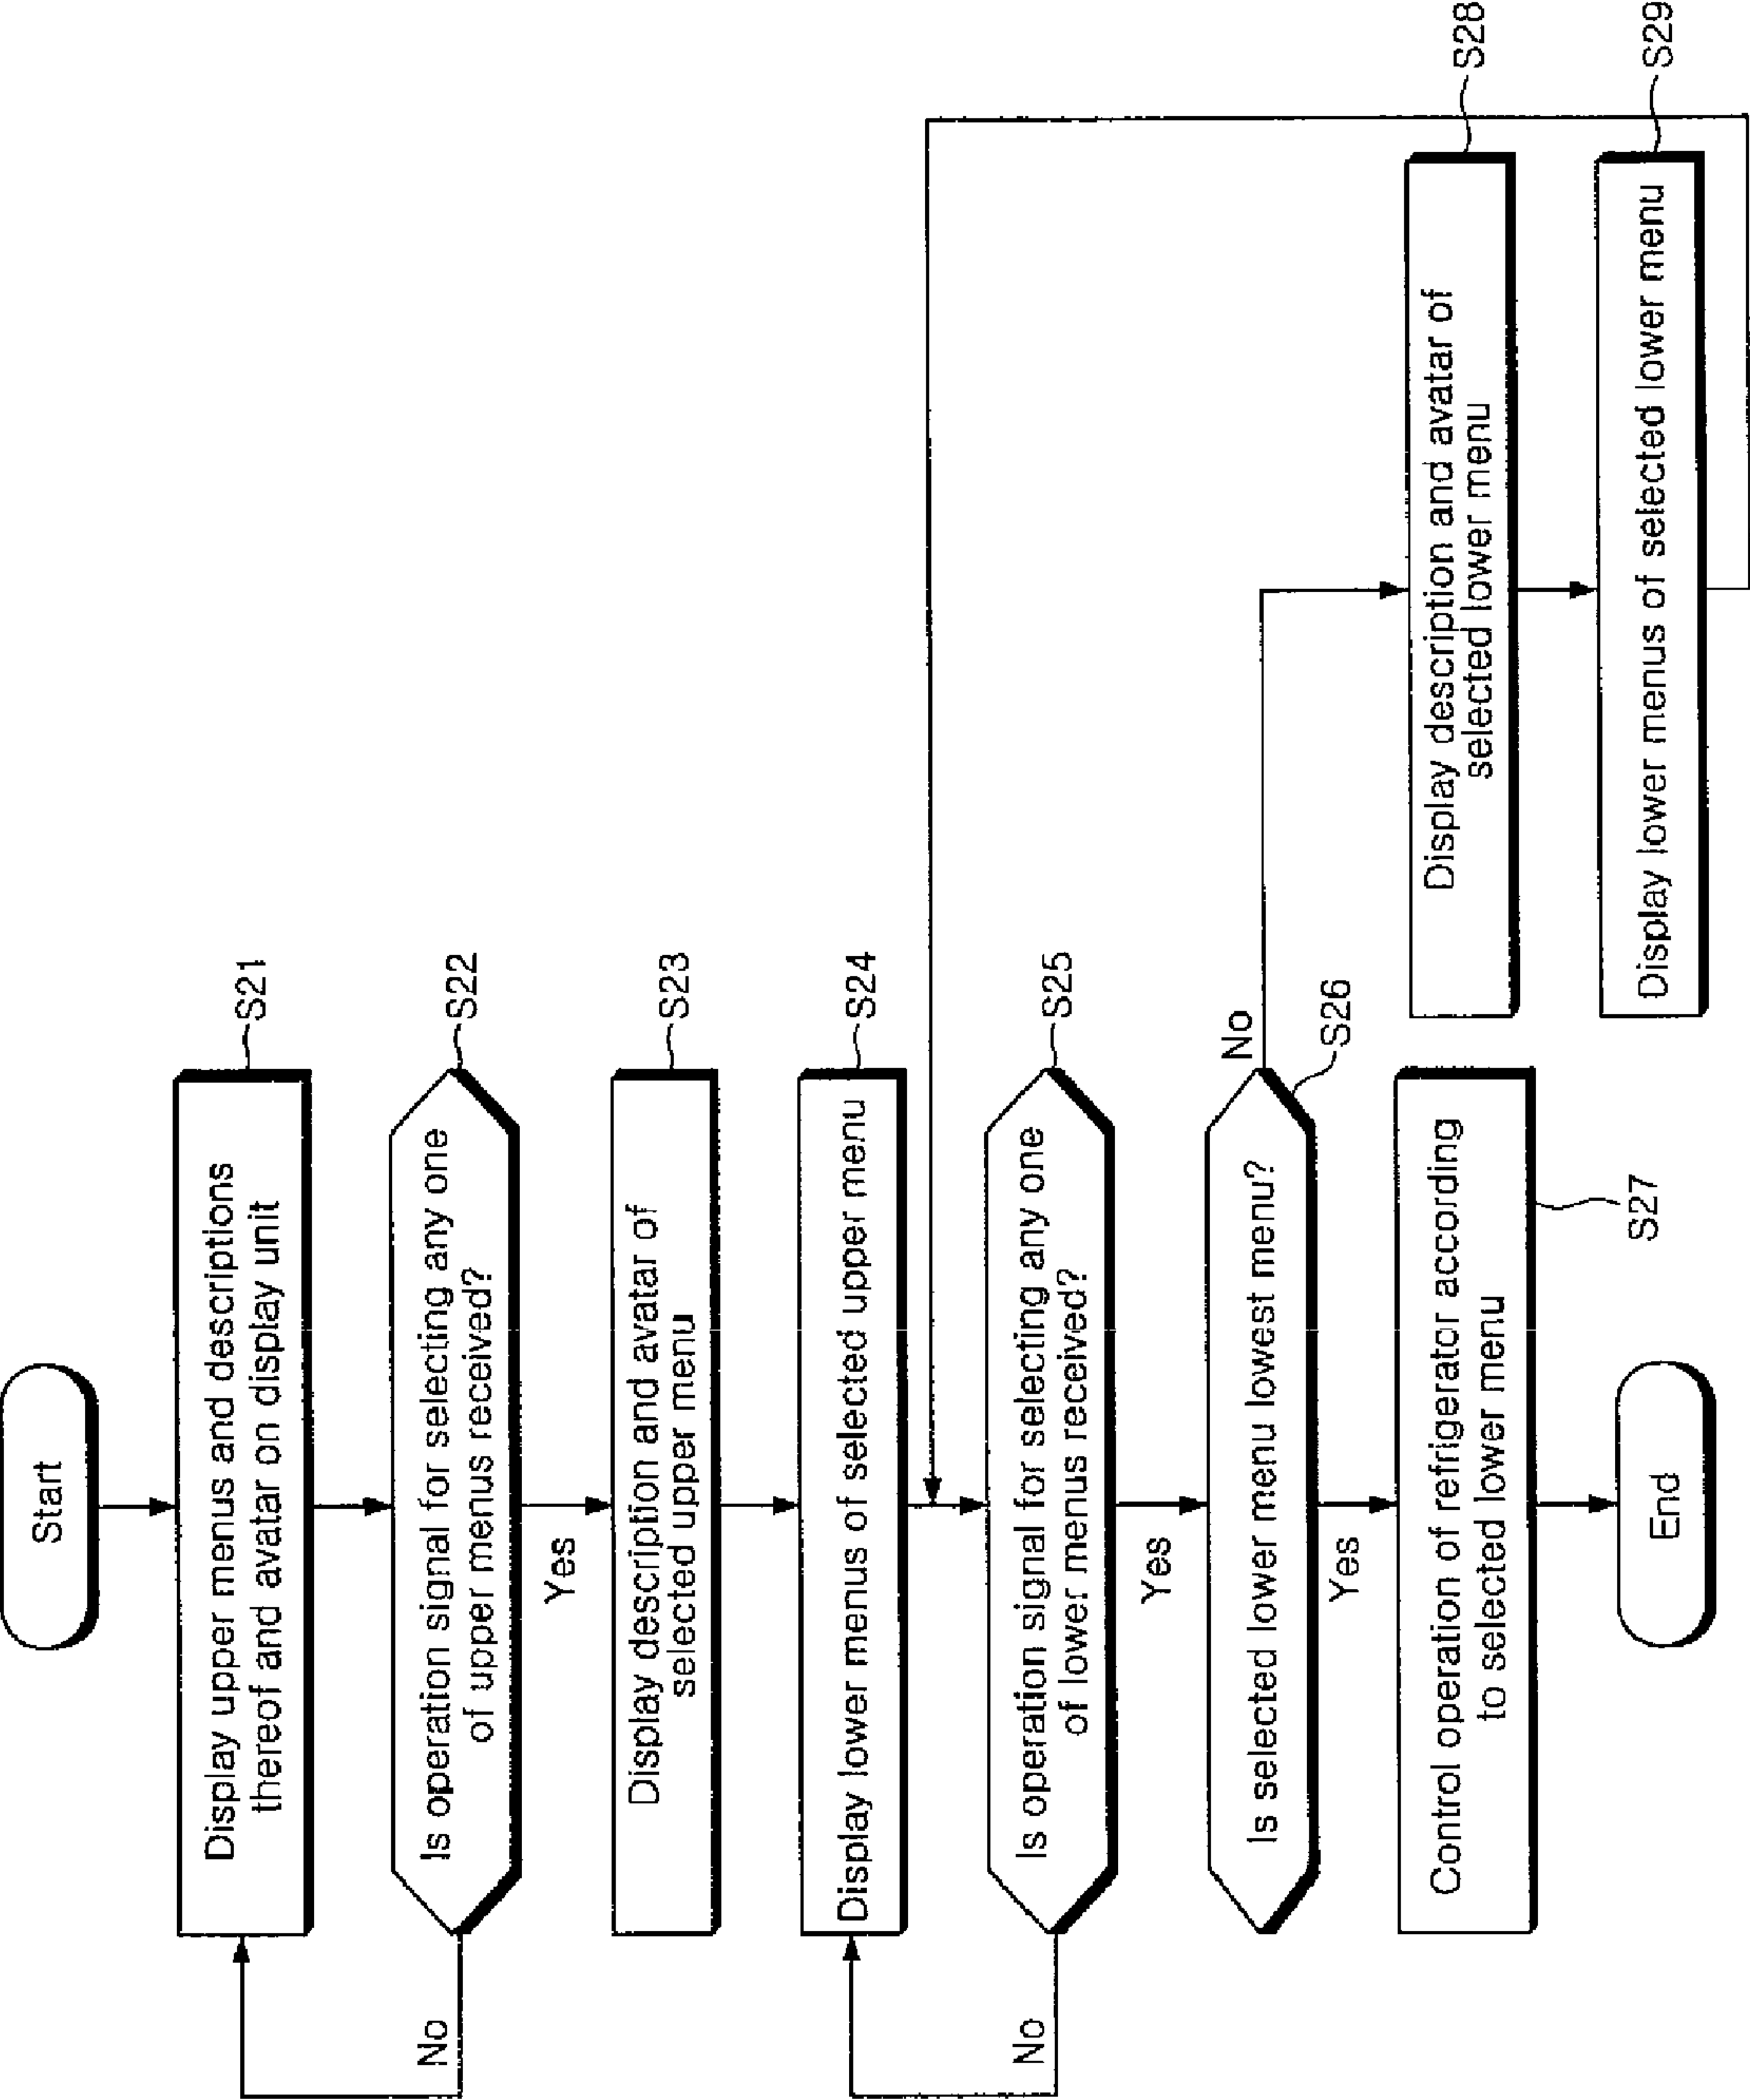 Start
Display upper menus and descriptions
thereof and avatar on display unit
S21
Is operation signal for selecting any one
of upper menus received?
S22
No
Yes
Display description and avatar of
selected upper menu
S23
Display lower menus of selected upper menu
S24
Is operation signal for selecting any one
of lower menus received?
S25
No
Yes
Is selected lower menu lowest menu?
S26
No
Yes
Control operation of refrigerator according
to selected lower menu
S27
End
Display description and avatar of
selected lower menu
S28
Display lower menus of selected lower menu
S29